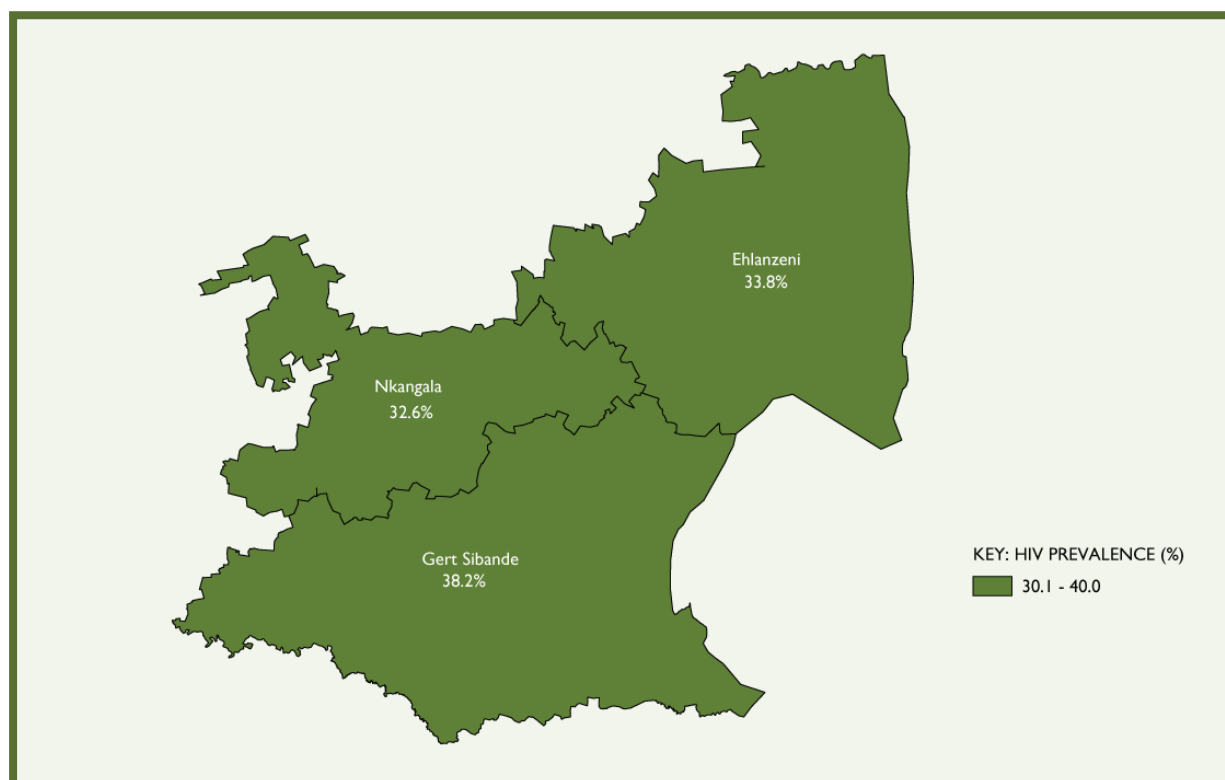 Ehlanzeni
33.8%
Nkangala
32.6%
Gert Sibande
38.2%
KEY: HIV PREVALENCE (%)
30.1 - 40.0